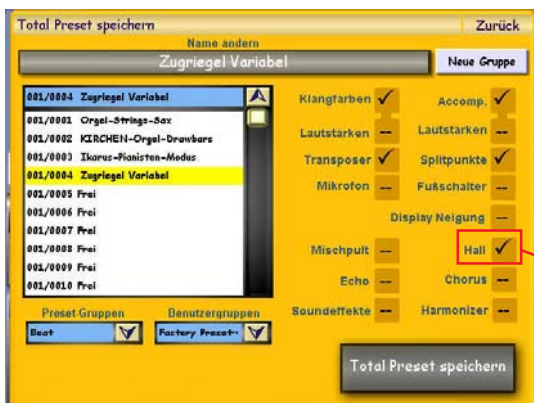 Total Preset speichern
Zurück
Name ändern
Zugriegel Variabel
Neue Gruppe
001/0004 Zugriegel Variabel
001/0001 Orgel-Strings-Sax
001/0002 KIRCHEN-Orgel-Drawbars
001/0003 Ikarus-Pianisten-Modus
001/0004 Zugriegel Variabel
001/0005 Frei
001/0006 Frei
001/0007 Frei
001/0008 Frei
001/0009 Frei
001/0010 Frei
Preset-Gruppen
Benutzergruppen
Beat
Factory Preset-
Klangfarben
Accomp.
Lautstärken
Lautstärken
Transposer
Splitpunkte
Mikrofon
Fußschalter
Display Neigung
Mischpult
Hall
Echo
Chorus
Soundeffekte
Harmonizer
Total Preset speichern